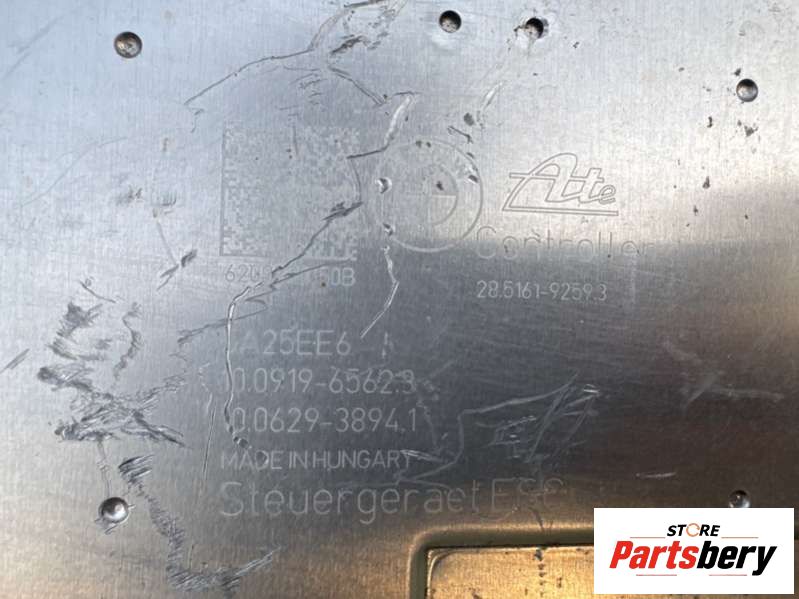 Ate
Controller
28.5161-9259.3
A25EE6
0.0919-6562.3
0.0629-3894.1
MADE IN HUNGARY
Steuergeraet
STORE
Partsbery